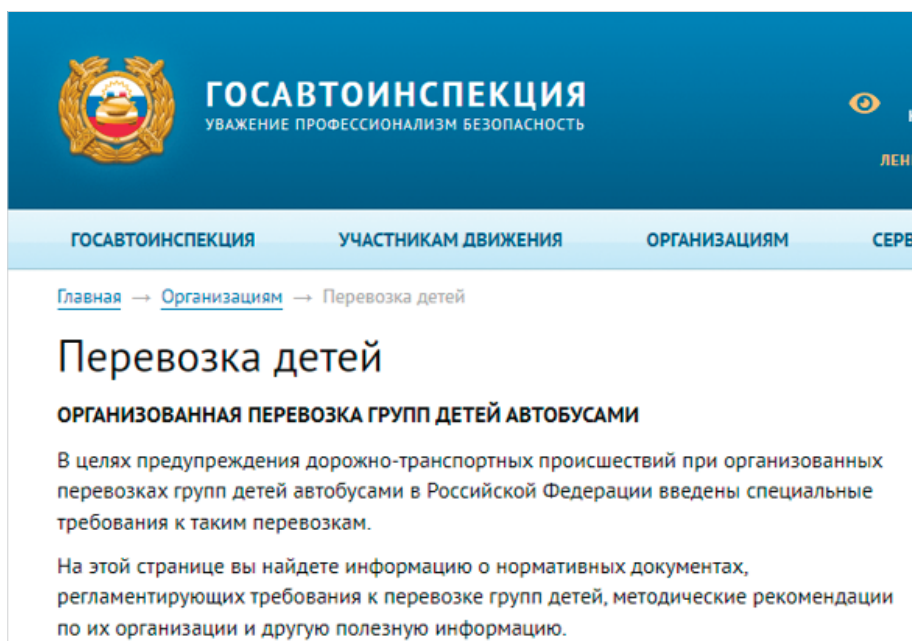 ГОСАВТОИНСПЕКЦИЯ
УВАЖЕНИЕ ПРОФЕССИОНАЛИЗМ БЕЗОПАСНОСТЬ
ГОСАВТОИНСПЕКЦИЯ УЧАСТНИКАМ ДВИЖЕНИЯ ОРГАНИЗАЦИЯМ
Главная → Организациям → Перевозка детей
Перевозка детей
ОРГАНИЗОВАННАЯ ПЕРЕВОЗКА ГРУПП ДЕТЕЙ АВТОБУСАМИ
В целях предупреждения дорожно-транспортных происшествий при организованных
перевозках групп детей автобусами в Российской Федерации введены специальные
требования к таким перевозкам.
На этой странице вы найдете информацию о нормативных документах,
регламентирующих требования к перевозке групп детей, методические рекомендации
по их организации и другую полезную информацию.